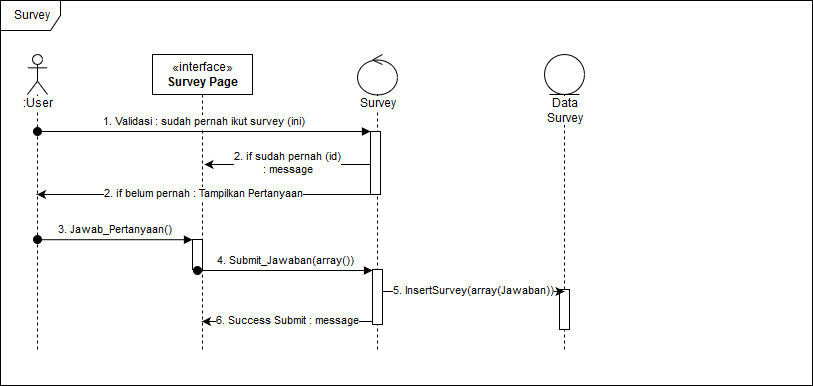 Survey
«interface»
Survey Page
:User
Survey
Data
Survey
1. Validasi : sudah pernah ikut survey (ini)
2. if sudah pernah (id)
: message
2. if belum pernah : Tampilkan Pertanyaan
3. Jawab_Pertanyaan()
4. Submit_Jawaban(array())
5. InsertSurvey(array(Jawaban))
6. Success Submit : message